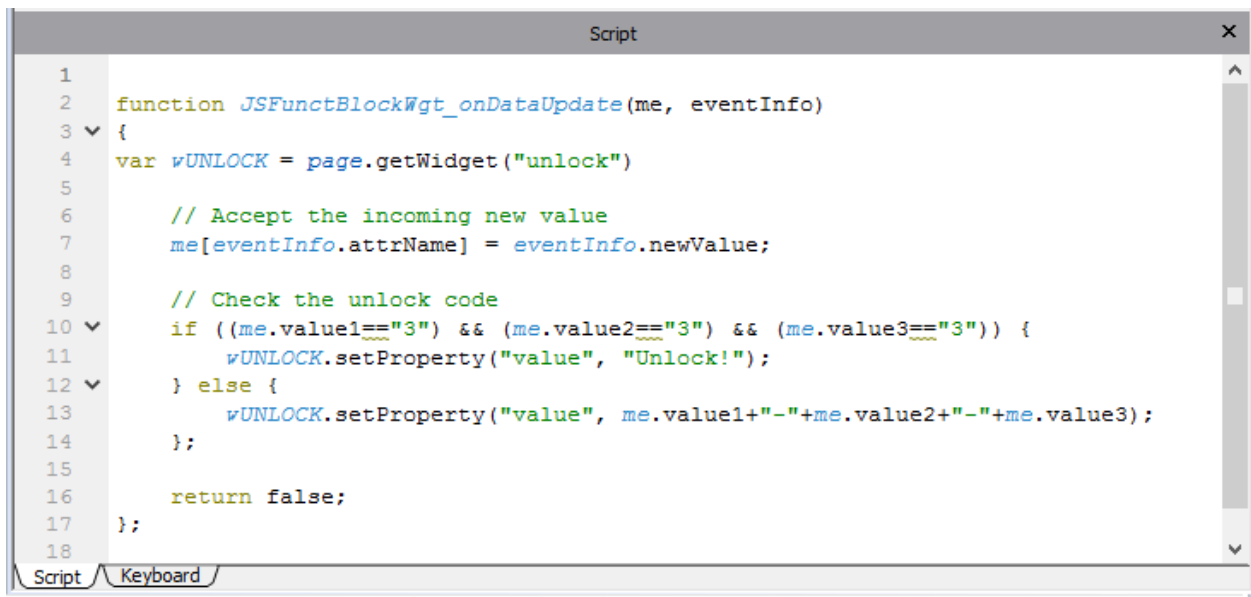 Script
1
2 function JSFunctBlockWgt_onDataUpdate(me, eventInfo)
3 {
4 var wUNLOCK = page.getWidget("unlock")
5
6 // Accept the incoming new value
7 me[eventInfo.attrName] = eventInfo.newValue;
8
9 // Check the unlock code
10 if ((me.value1=="3") && (me.value2=="3") && (me.value3=="3")) {
11 wUNLOCK.setProperty("value", "Unlock!");
12 } else {
13 wUNLOCK.setProperty("value", me.value1+"-"+me.value2+"-"+me.value3);
14 };
15
16 return false;
17 };
18
Script Keyboard